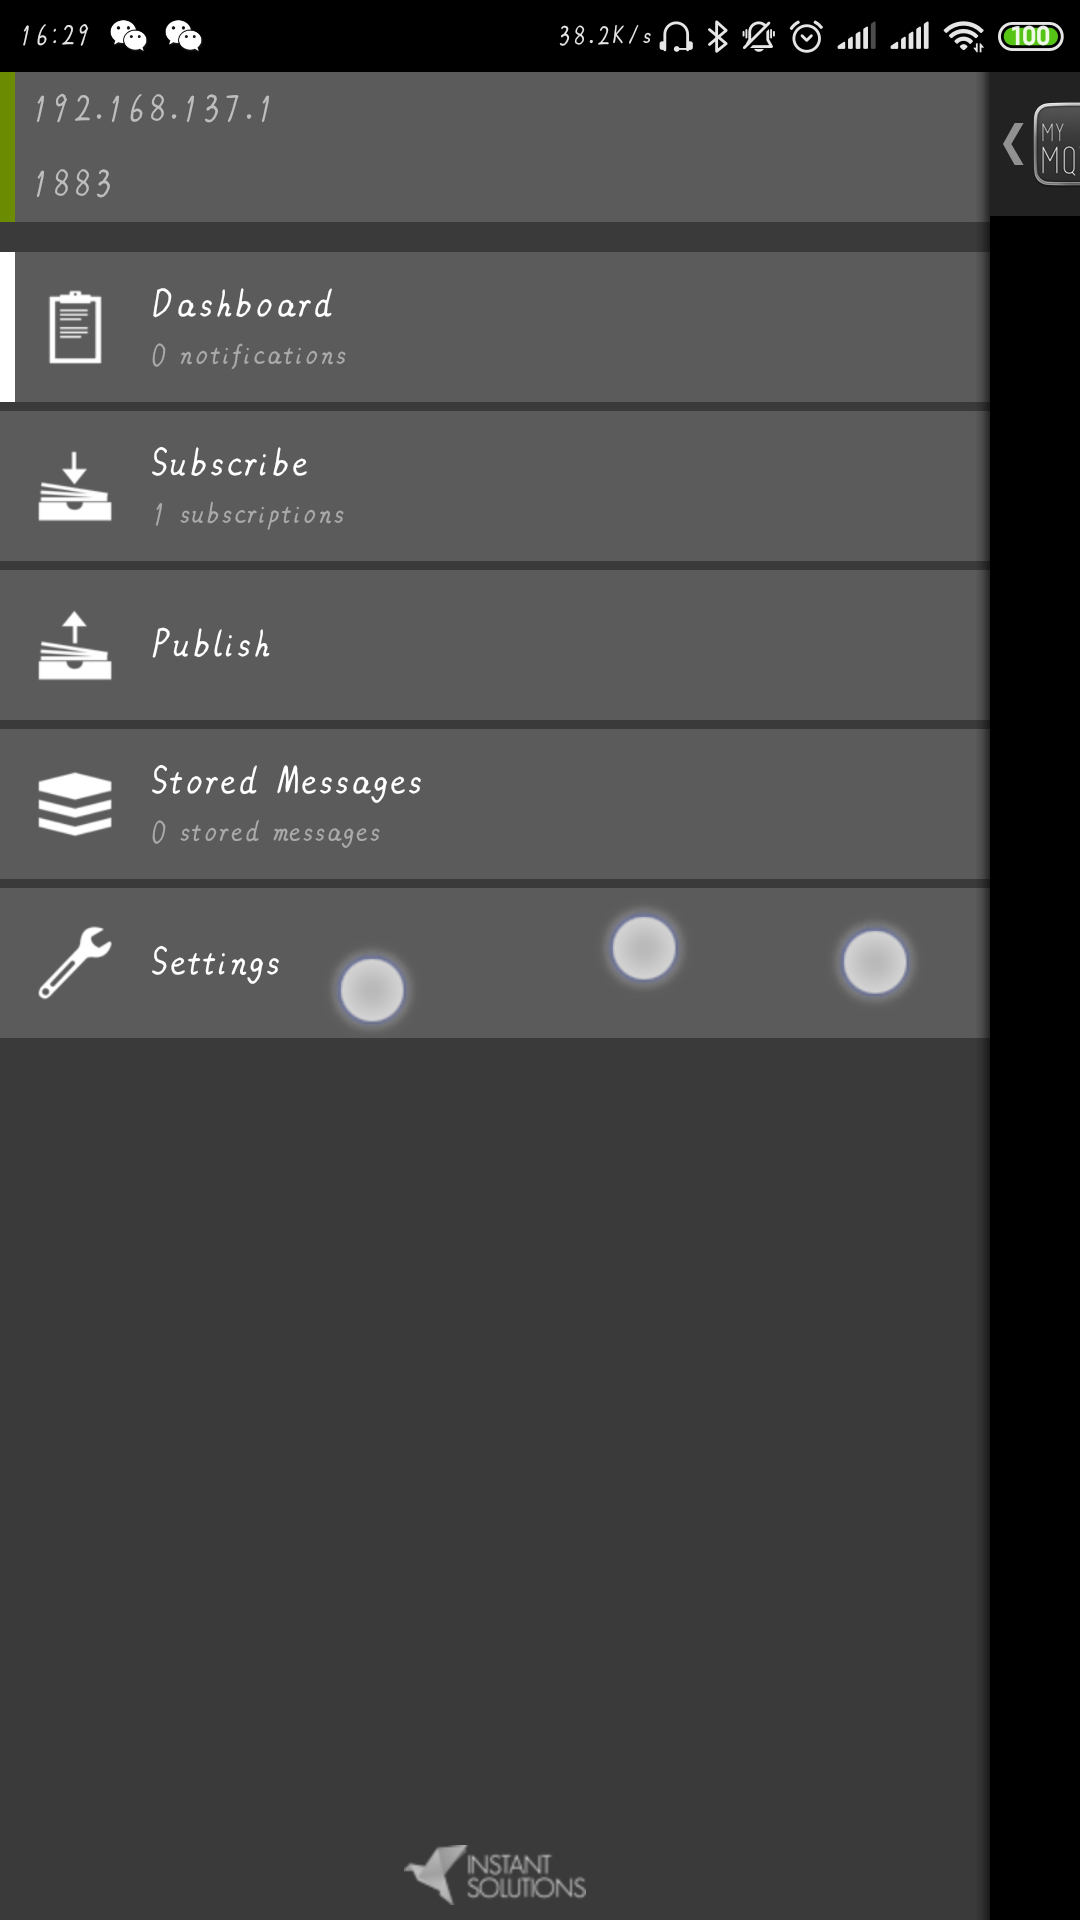 16:29 38.2K/s 100
192.168.137.1
MY
MQ
1883
Dashboard
0 notifications
Subscribe
1 subscriptions
Publish
Stored Messages
0 stored messages
Settings
INSTANT
SOLUTIONS